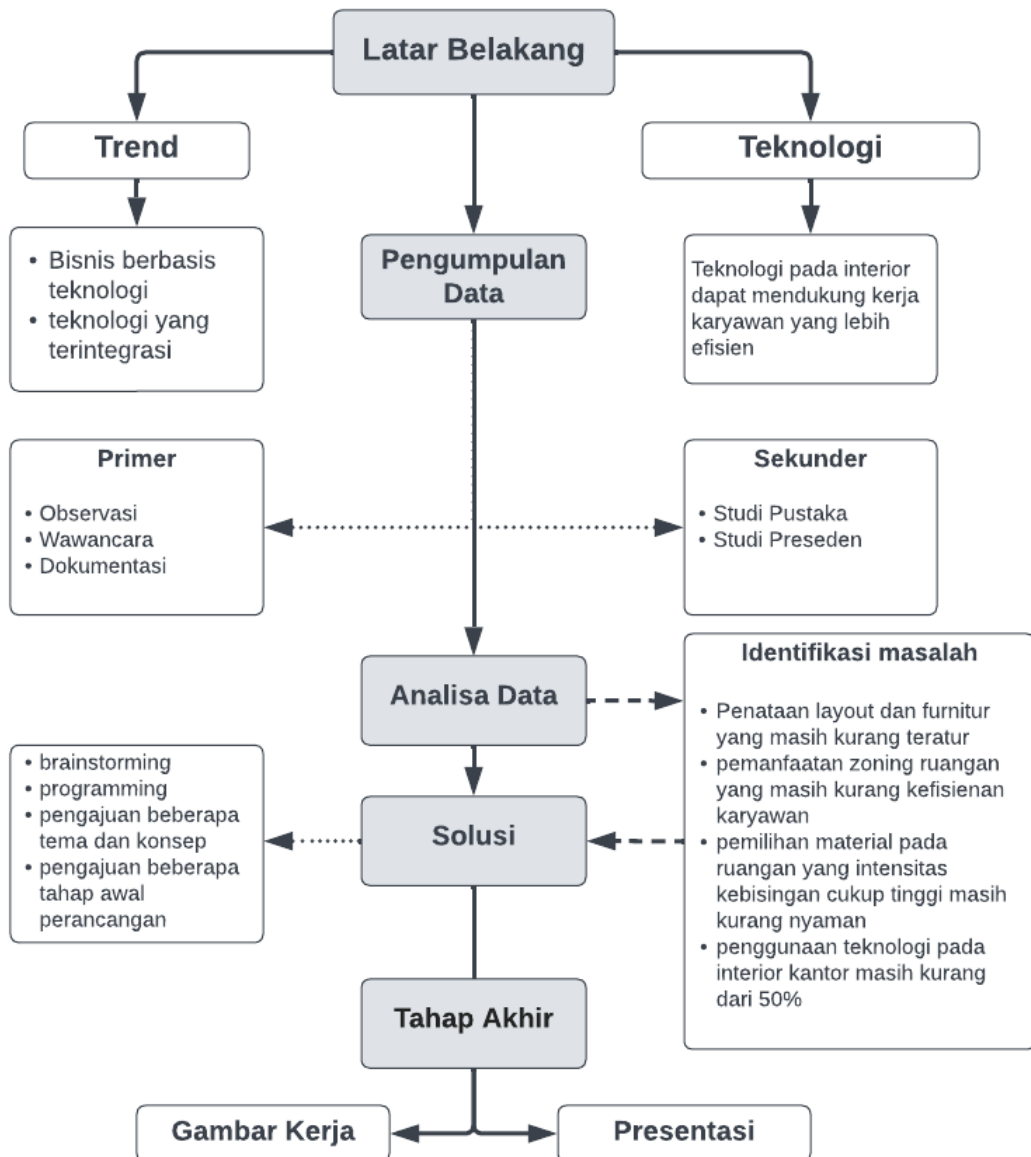 Latar Belakang
Trend
Teknologi
• Bisnis berbasis
teknologi
• teknologi yang
terintegrasi
Pengumpulan
Data
Teknologi pada interior
dapat mendukung kerja
karyawan yang lebih
efisien
Primer
• Observasi
• Wawancara
• Dokumentasi
Sekunder
• Studi Pustaka
• Studi Preseden
Analisa Data
Identifikasi masalah
• Penataan layout dan furnitur
yang masih kurang teratur
• pemanfaatan zoning ruangan
yang masih kurang kefisienan
karyawan
• pemilihan material pada
ruangan yang intensitas
kebisingan cukup tinggi masih
kurang nyaman
• penggunaan teknologi pada
interior kantor masih kurang
dari 50%
Solusi
• brainstorming
• programming
• pengajuan beberapa
tema dan konsep
• pengajuan beberapa
tahap awal
perancangan
Tahap Akhir
Gambar Kerja
Presentasi